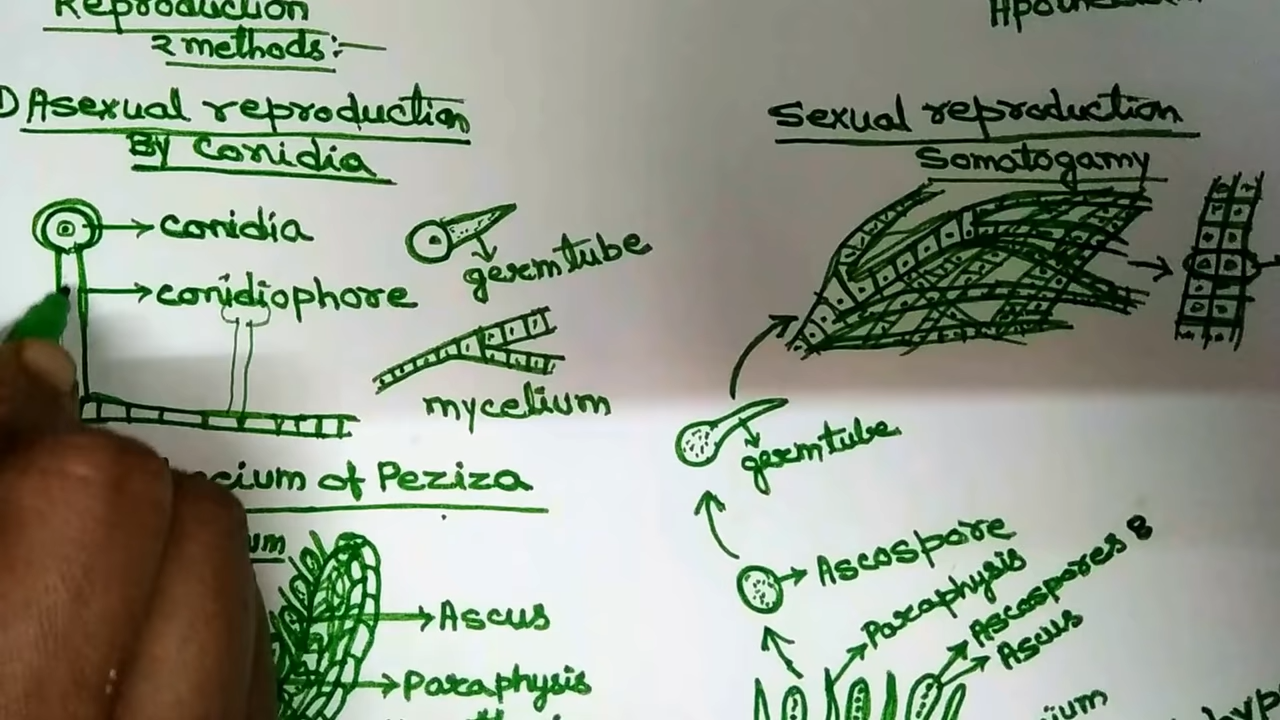 Reproduction
2 methods:-
Asexual reproduction
By Conidia
conidia
conidiophore
germtube
mycelium
of Peziza
Ascus
Paraphysis
Sexual reproduction
Somatogamy
germtube
Ascospore
Paraphysis
Ascospores 8
Ascus